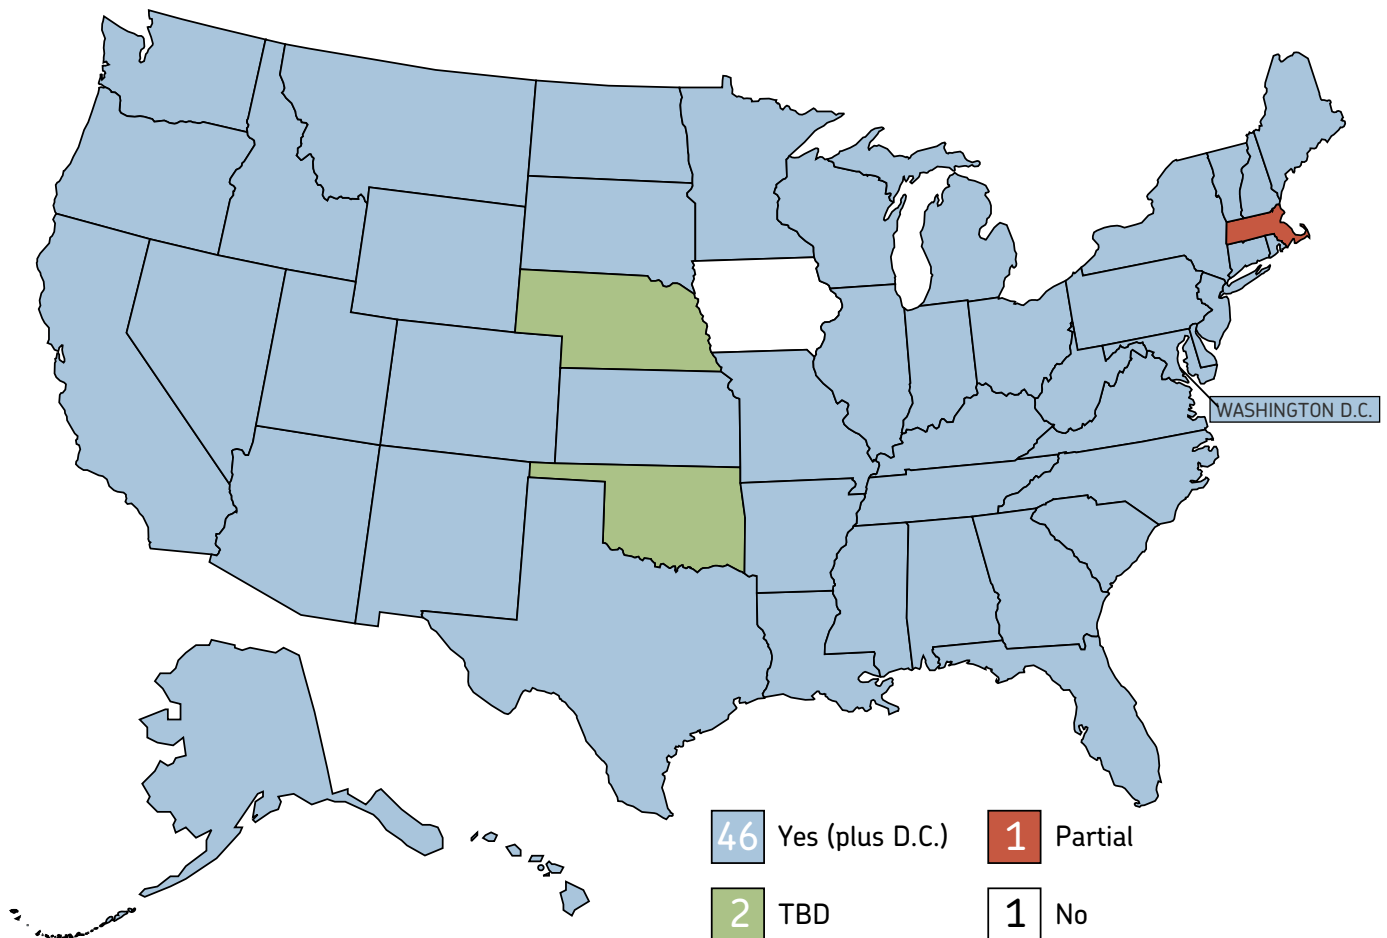 WASHINGTON D.C.
46 Yes (plus D.C.)
1 Partial
2 TBD
1 No